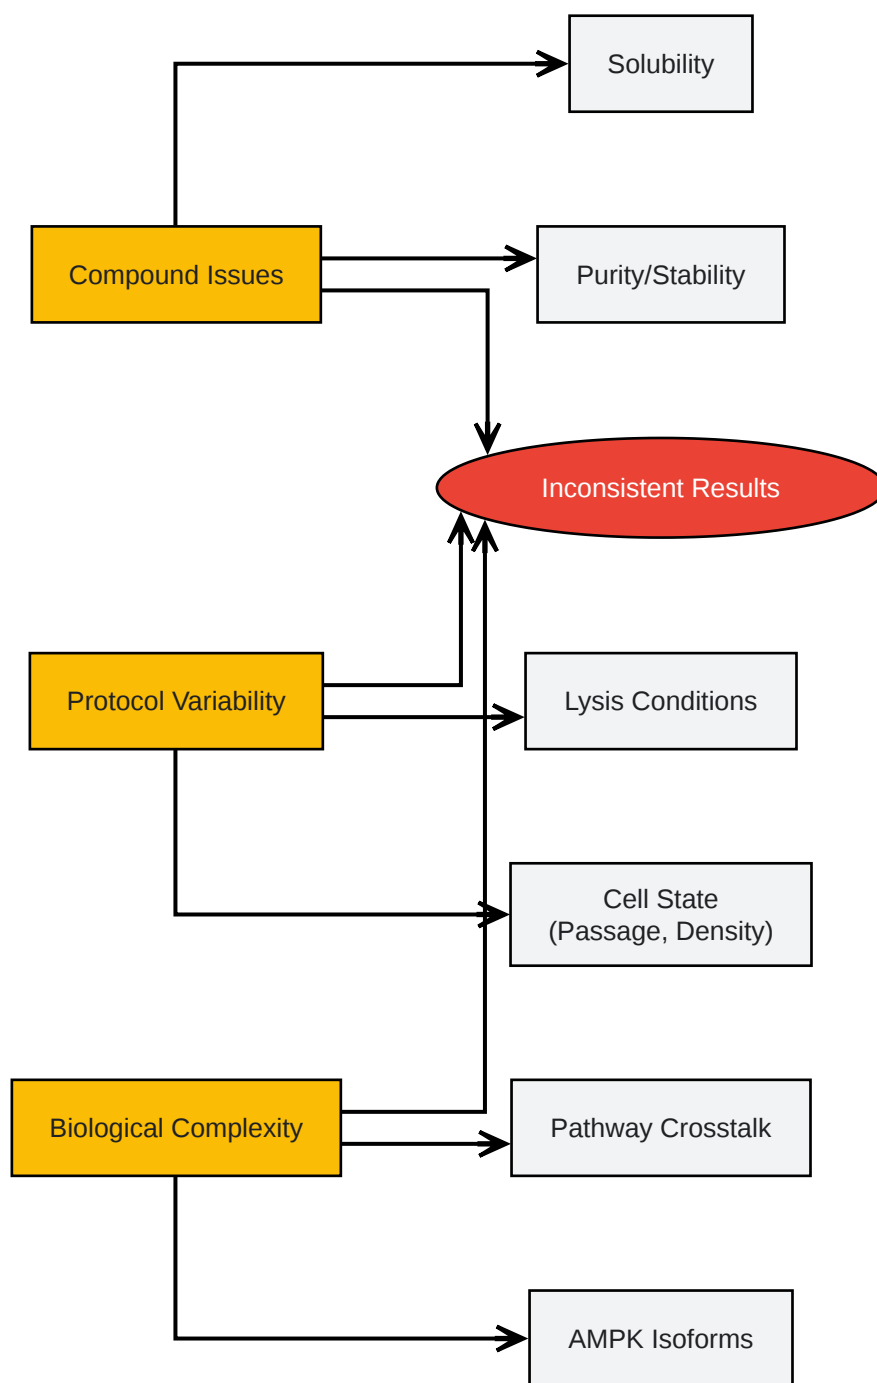 Solubility
Compound Issues
Purity/Stability
Inconsistent Results
Protocol Variability
Lysis Conditions
Cell State
(Passage, Density)
Biological Complexity
Pathway Crosstalk
AMPK Isoforms